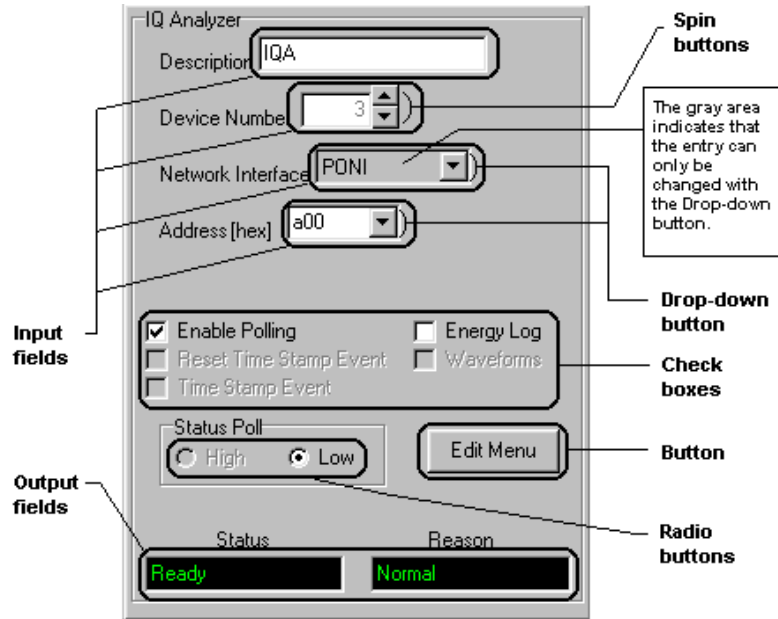 IQ Analyzer
Spin
buttons
Description IQA
Device Number 3
The gray area
indicates that
the entry can
only be
changed with
the Drop-down
button.
Network Interface PONI
Address [hex] a00
Drop-down
button
Input
fields
Enable Polling
Energy Log
Reset Time Stamp Event
Waveforms
Time Stamp Event
Check
boxes
Status Poll
High
Low
Edit Menu
Button
Output
fields
Radio
buttons
Status
Reason
Ready
Normal